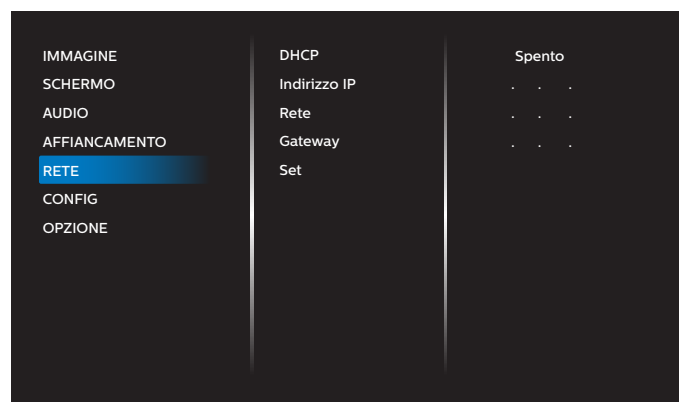 IMMAGINE
SCHERMO
AUDIO
AFFIANCAMENTO
RETE
CONFIG
OPZIONE
DHCP Spento
Indirizzo IP . . .
Rete . . .
Gateway . . .
Set